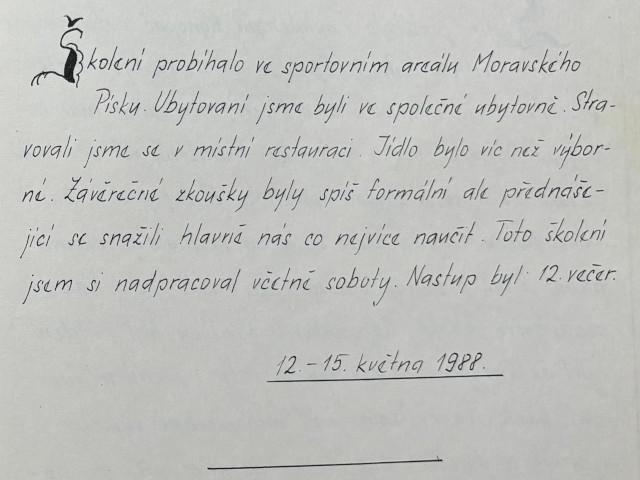 Školení probíhalo ve sportovním areálu Moravského
Písku. Ubytovaní jsme byli ve společné ubytovně. Stra-
vovali jsme se v místní restauraci. Jídlo bylo víc než výbor-
né. Závěrečné zkoušky byly spíš formální ale přednáše-
jící se snažili hlavně nás co nejvíce naučit. Toto školení
jsem si nadpracoval včetně soboty. Nastup byl 12. večer.
12. - 15. května 1988.